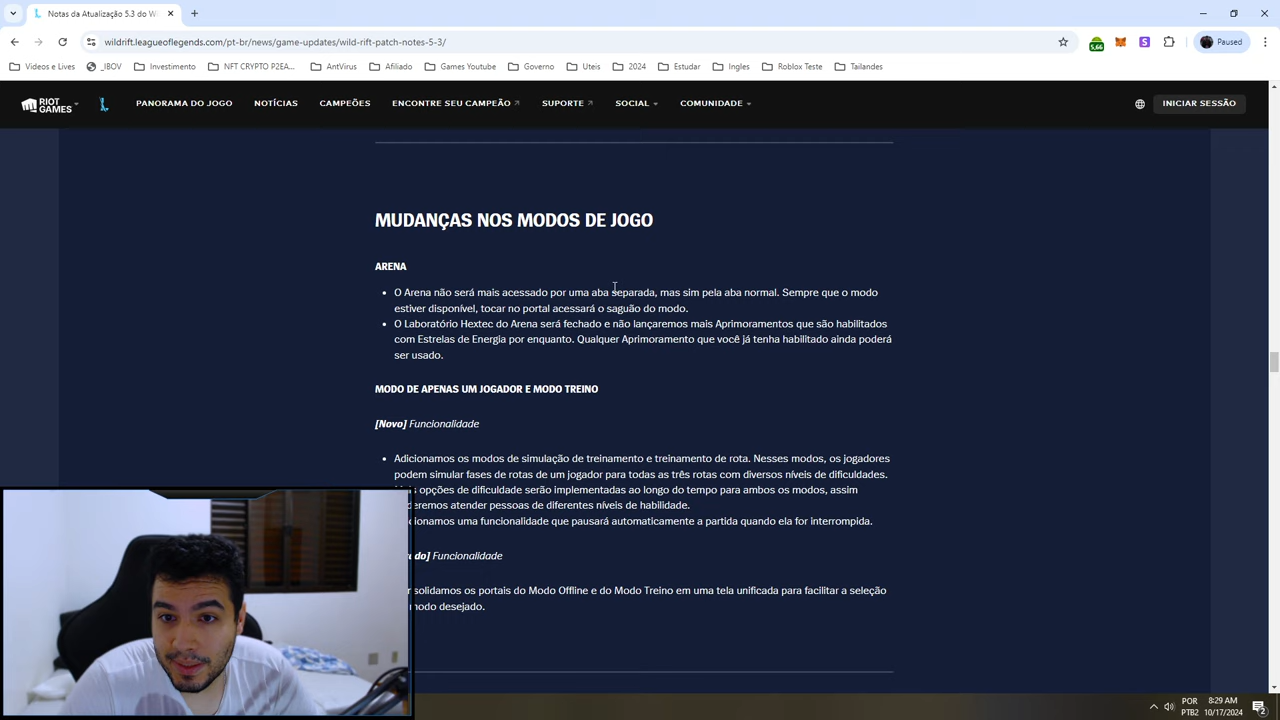 Notas da Atualização 5.3 do Wi
wildrift.leagueoflegends.com/pt-br/news/game-updates/wild-rift-patch-notes-5-3/
5,66
S
Paused
Videos e Lives
_IBOV
Investimento
NFT CRYPTO P2EA...
AntVirus
Afiliado
Games Youtube
Governo
Uteis
2024
Estudar
Ingles
Roblox Teste
Tailandes
RIOT GAMES
PANORAMA DO JOGO
NOTÍCIAS
CAMPEÕES
ENCONTRE SEU CAMPEÃO
SUPORTE
SOCIAL
COMUNIDADE
INICIAR SESSÃO
MUDANÇAS NOS MODOS DE JOGO
ARENA
O Arena não será mais acessado por uma aba separada, mas sim pela aba normal. Sempre que o modo
estiver disponível, tocar no portal acessará o saguão do modo.
O Laboratório Hextec do Arena será fechado e não lançaremos mais Aprimoramentos que são habilitados
com Estrelas de Energia por enquanto. Qualquer Aprimoramento que você já tenha habilitado ainda poderá
ser usado.
MODO DE APENAS UM JOGADOR E MODO TREINO
[Novo] Funcionalidade
Adicionamos os modos de simulação de treinamento e treinamento de rota. Nesses modos, os jogadores
podem simular fases de rotas de um jogador para todas as três rotas com diversos níveis de dificuldades.
opções de dificuldade serão implementadas ao longo do tempo para ambos os modos, assim
deremos atender pessoas de diferentes níveis de habilidade.
cionamos uma funcionalidade que pausará automaticamente a partida quando ela for interrompida.
do] Funcionalidade
solidamos os portais do Modo Offline e do Modo Treino em uma tela unificada para facilitar a seleção
modo desejado.
POR
PTB2
8:29 AM
10/17/2024
2